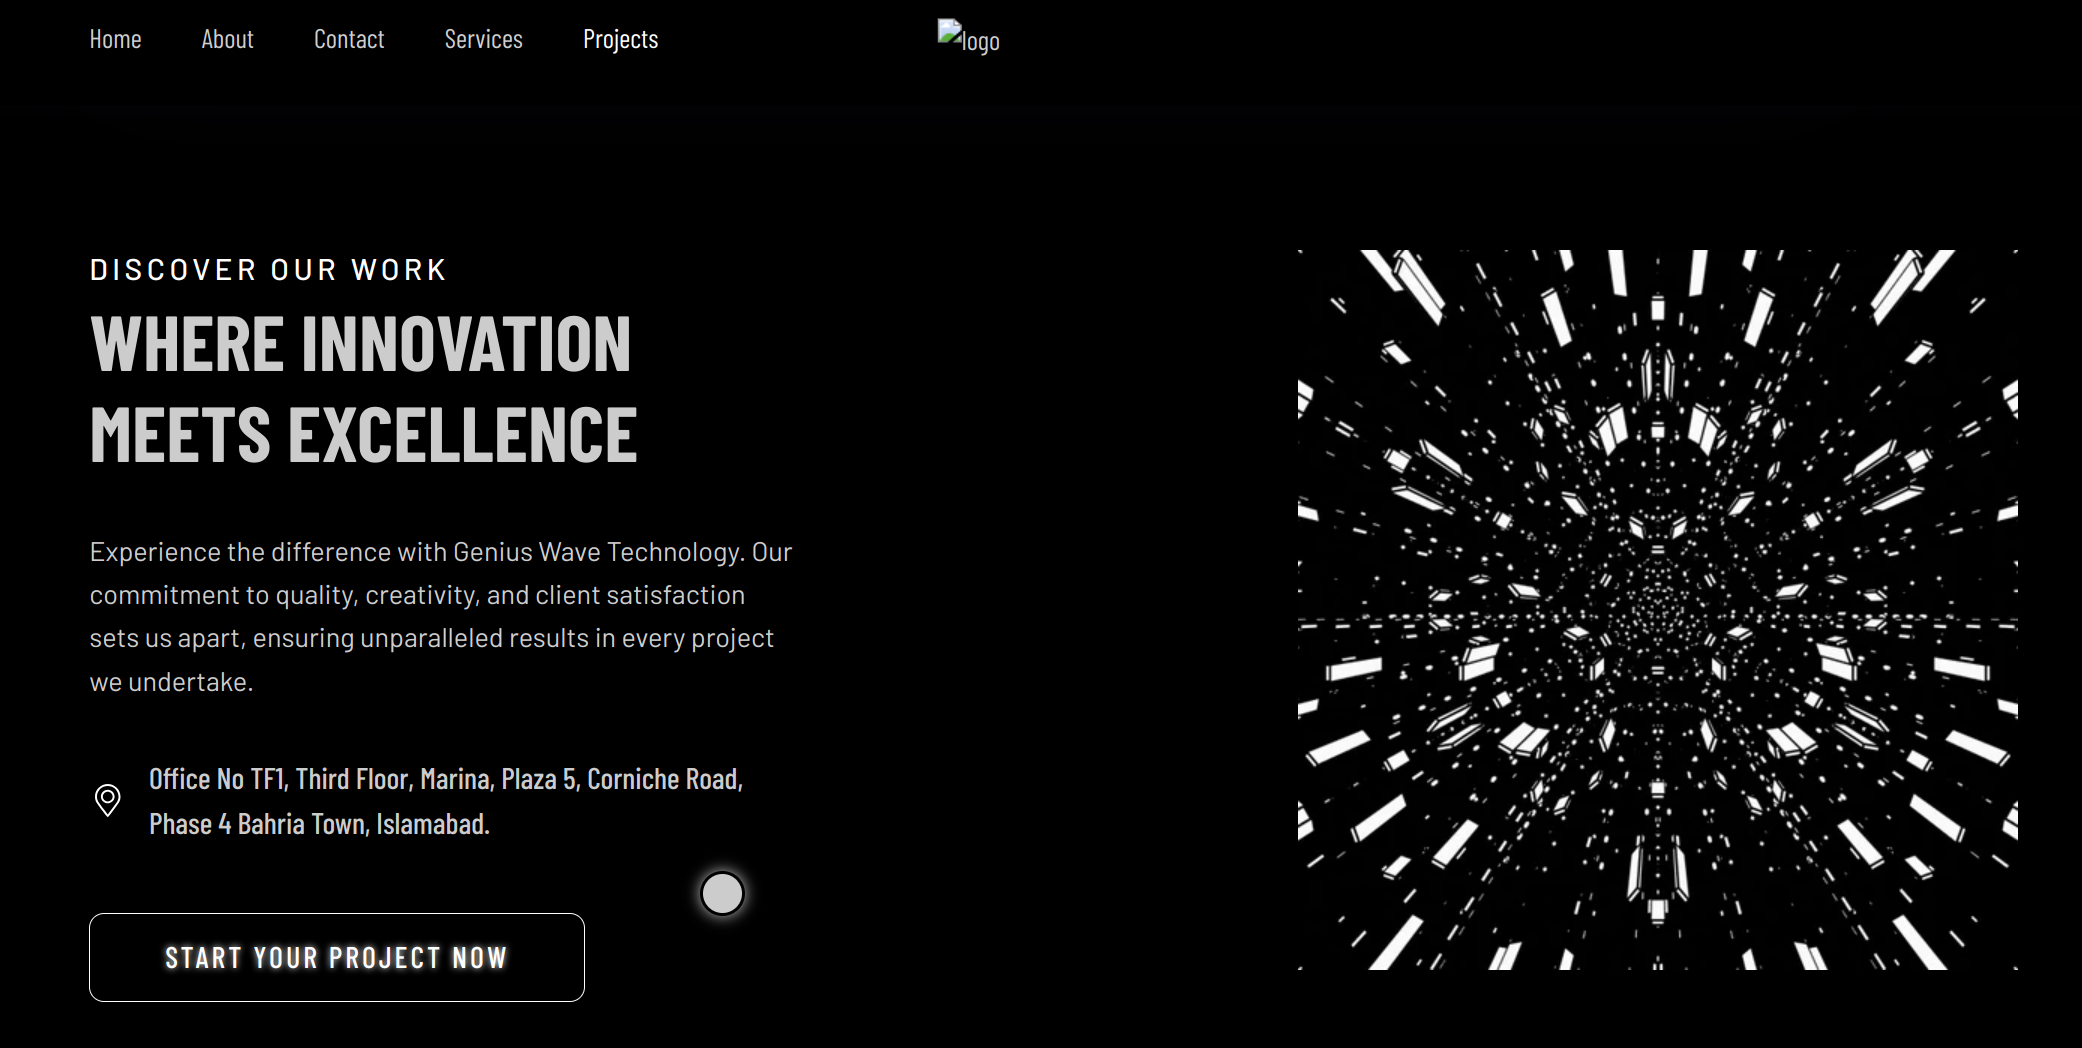 Home About Contact Services Projects logo
DISCOVER OUR WORK
WHERE INNOVATION
MEETS EXCELLENCE
Experience the difference with Genius Wave Technology. Our
commitment to quality, creativity, and client satisfaction
sets us apart, ensuring unparalleled results in every project
we undertake.
Office No TF1, Third Floor, Marina, Plaza 5, Corniche Road,
Phase 4 Bahria Town, Islamabad.
START YOUR PROJECT NOW